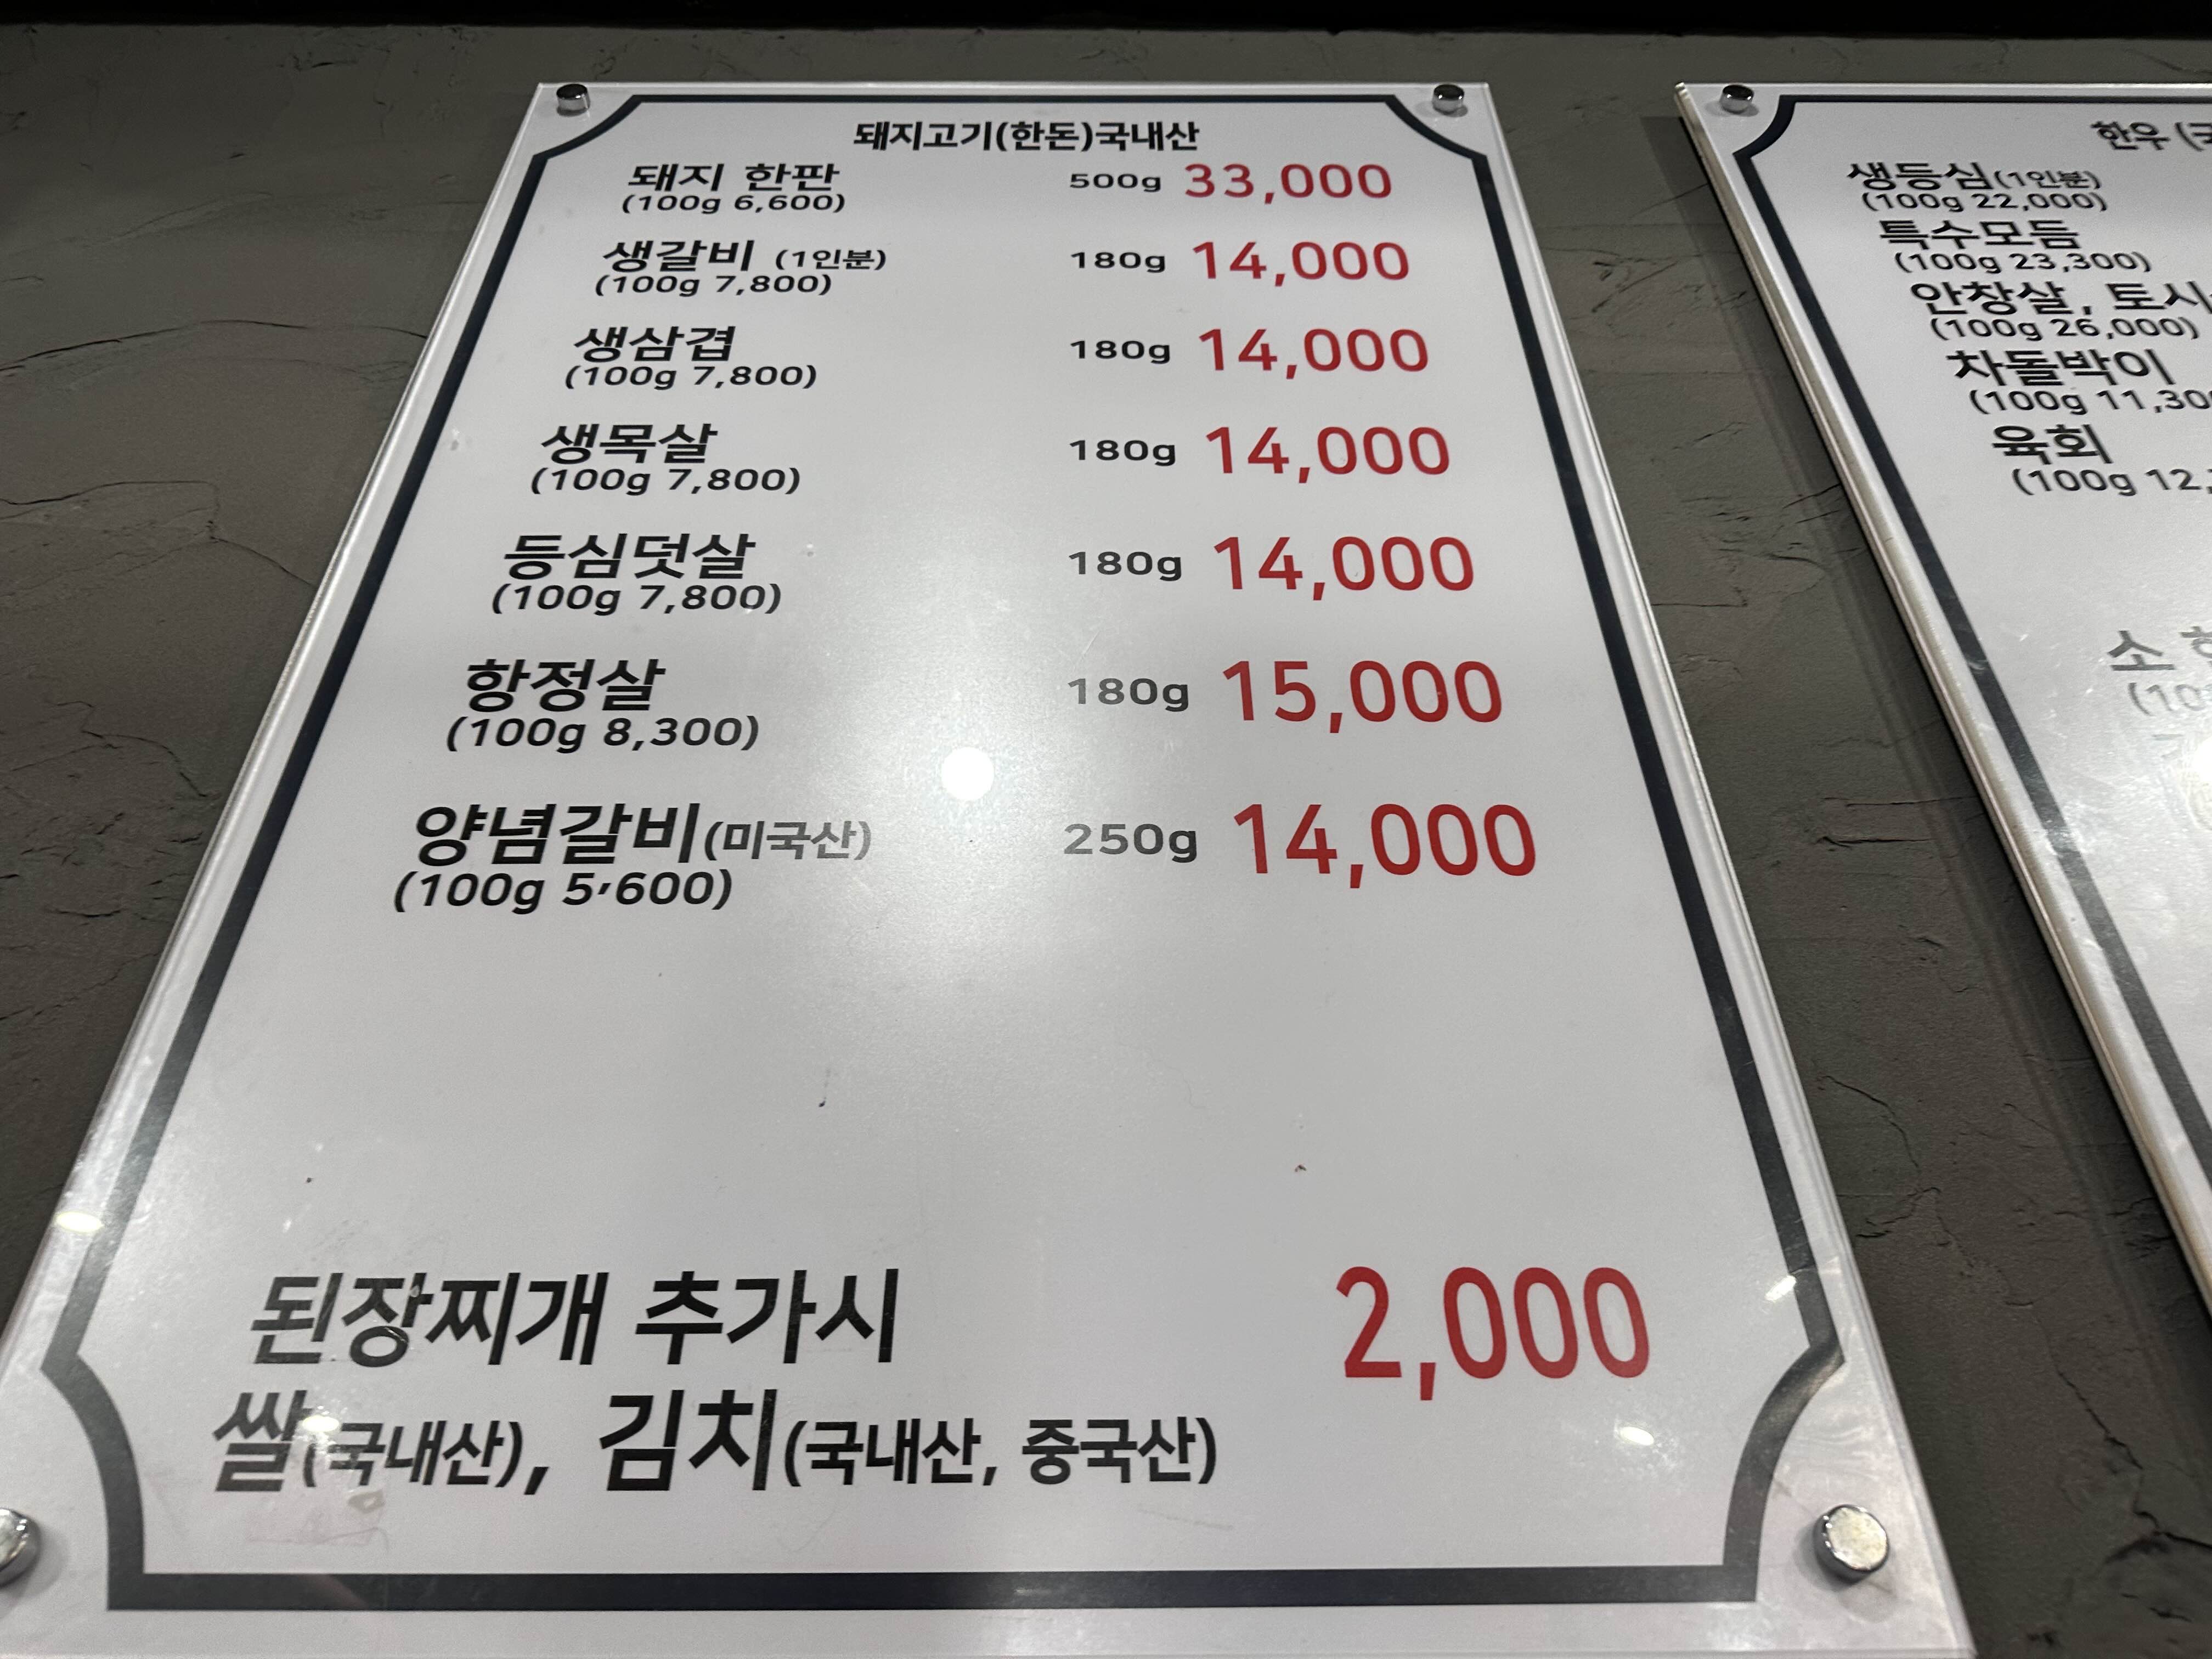 돼지고기(한돈)국내산
돼지 한판 500g 33,000
(100g 6,600)
생갈비 (1인분) 180g 14,000
(100g 7,800)
생삼겹 180g 14,000
(100g 7,800)
생목살 180g 14,000
(100g 7,800)
등심덧살 180g 14,000
(100g 7,800)
항정살 180g 15,000
(100g 8,300)
양념갈비(미국산) 250g 14,000
(100g 5,600)
된장찌개 추가시 2,000
쌀(국내산), 김치(국내산, 중국산)
한우
생등심(1인분)
(100g 22,000)
특수모듬
(100g 23,300)
안창살,
(100g 26,000)
차돌박이
(100g
육회
(100g
소